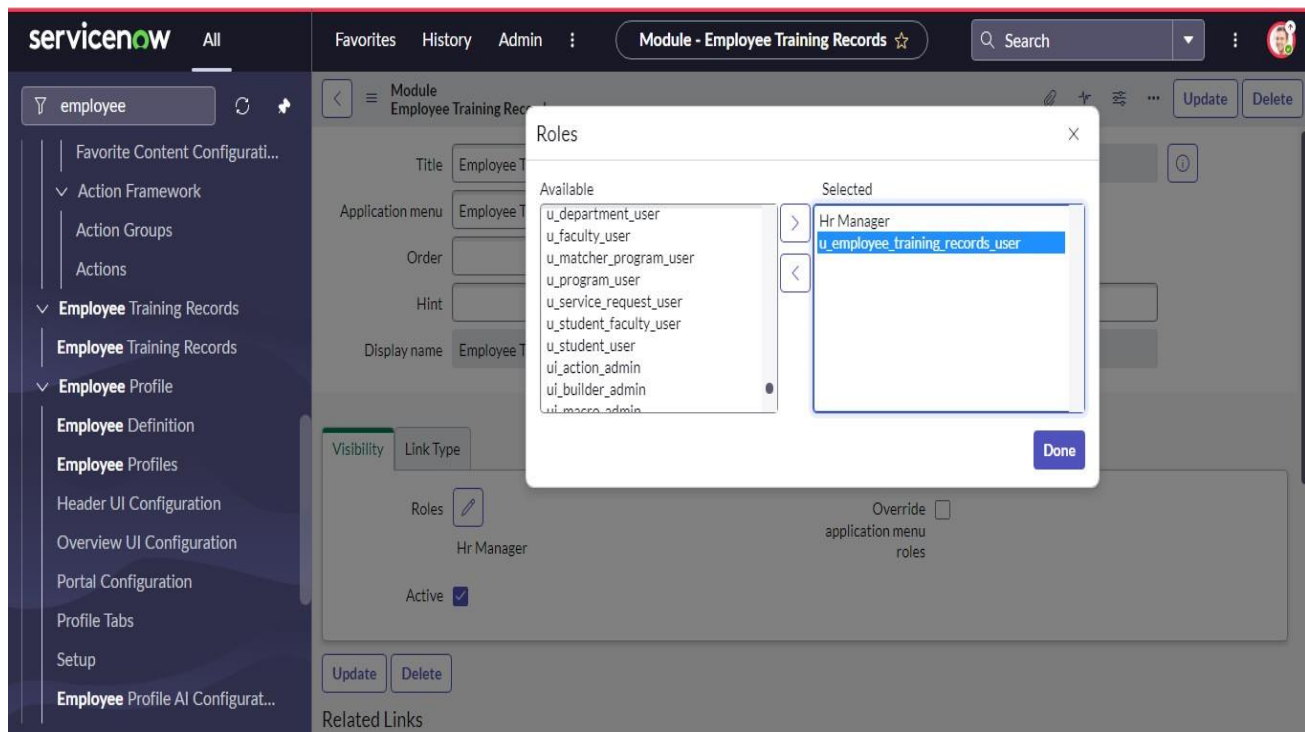 servicenow All Favorites History Admin Module - Employee Training Records Search
employee
Favorite Content Configurati...
Action Framework
Action Groups
Actions
Employee Training Records
Employee Training Records
Employee Profile
Employee Definition
Employee Profiles
Header UI Configuration
Overview UI Configuration
Portal Configuration
Profile Tabs
Setup
Employee Profile AI Configurat...
Module
Employee Training
Update Delete
Title Employee T
Application menu Employee T
Order
Hint
Display name Employee T
Roles
Available
u_department_user
u_faculty_user
u_matcher_program_user
u_program_user
u_service_request_user
u_student_faculty_user
u_student_user
ui_action_admin
ui_builder_admin
ui_macro_admin
Selected
Hr Manager
u_employee_training_records_user
Done
Visibility Link Type
Roles
Hr Manager
Override
application menu
roles
Active
Update Delete
Related Links